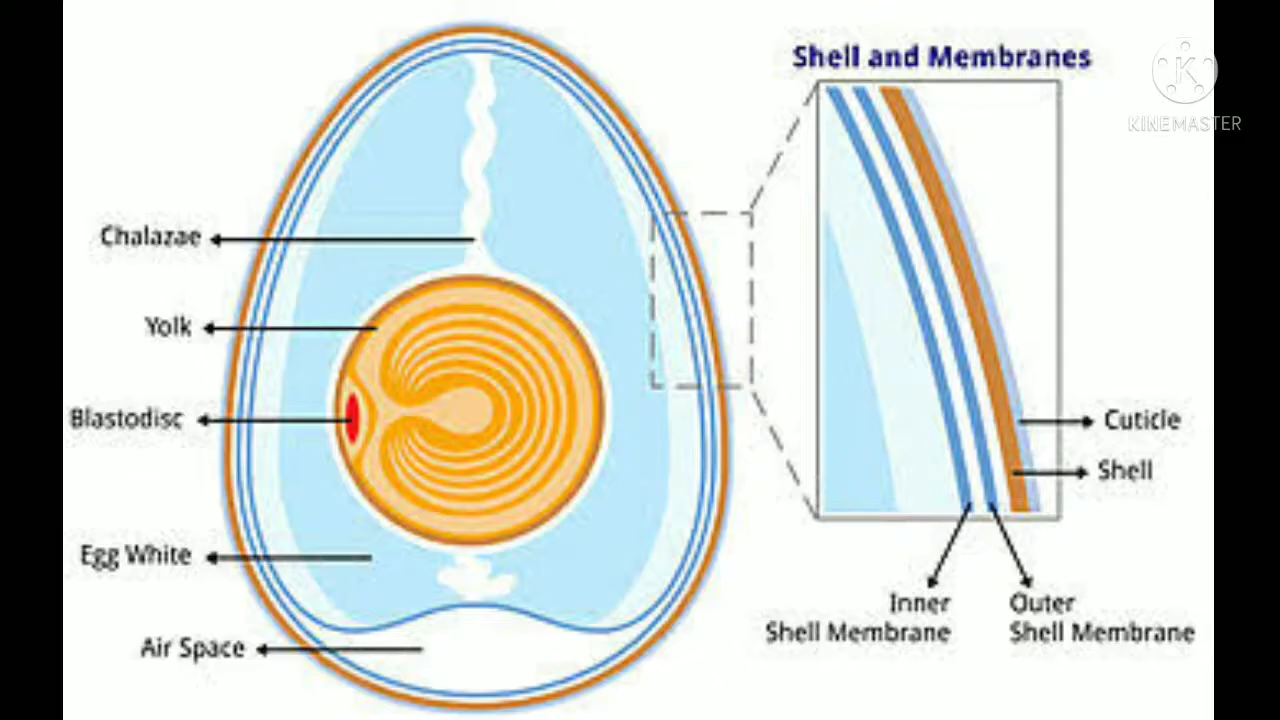 Shell and Membranes
K
KINEMASTER
Chalazae
Yolk
Blastodisc
Egg White
Air Space
Cuticle
Shell
Inner
Shell Membrane
Outer
Shell Membrane